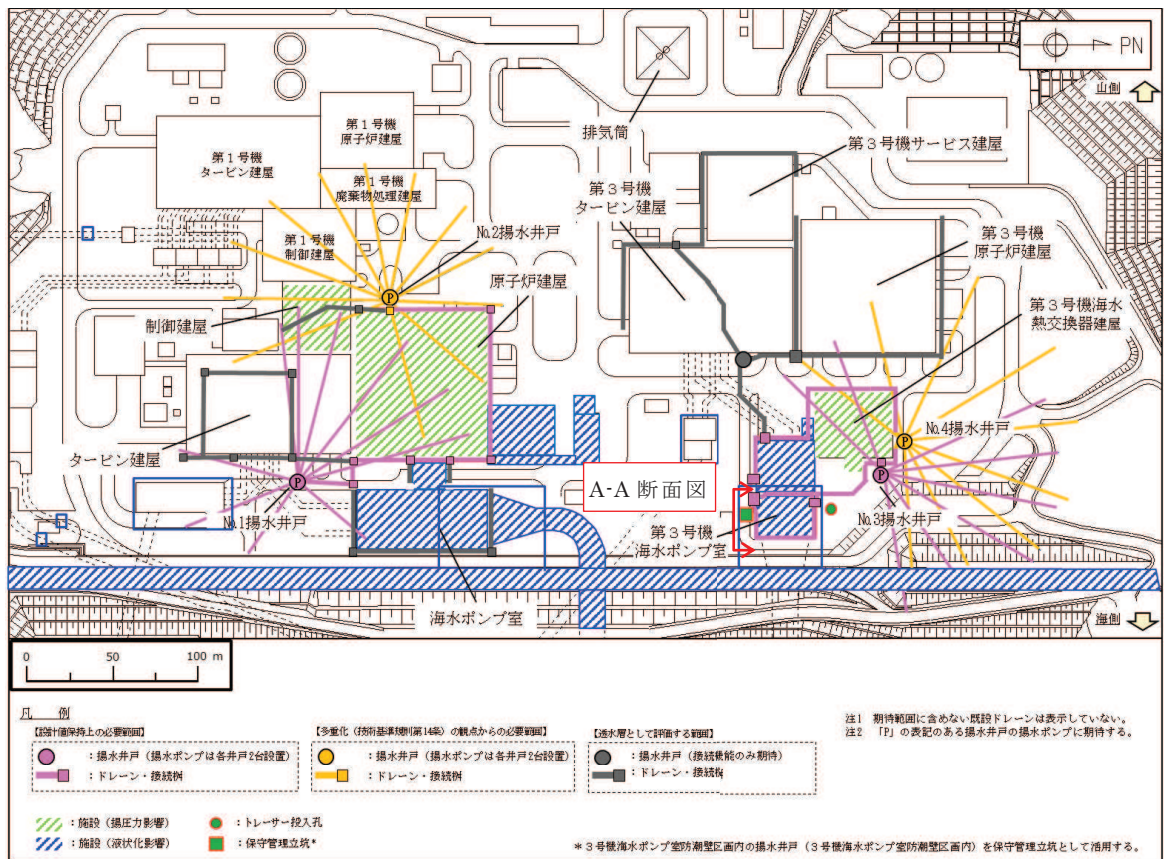 PN
山側
第1号機
原子炉建屋
排気筒
第3号機サービス建屋
第1号機
タービン建屋
第1号機
廃棄物処理建屋
第3号機
タービン建屋
No.2揚水井戸
第3号機
原子炉建屋
第1号機
制御建屋
原子炉建屋
第3号機海水
熱交換器建屋
制御建屋
タービン建屋
P
P
P
P
No.4揚水井戸
A-A 断面図
No.1揚水井戸
No.3揚水井戸
第3号機
海水ポンプ室
海水ポンプ室
海側
0 50 100 m
凡 例
【設計値保持上の必要範囲】
：揚水井戸（揚水ポンプは各井戸2台設置）
：ドレーン・接続桝
【多重化（技術基準規則第14条）の観点からの必要範囲】
：揚水井戸（揚水ポンプは各井戸2台設置）
：ドレーン・接続桝
【透水層として評価する範囲】
：揚水井戸（接続機能のみ期待）
：ドレーン・接続桝
注1 期待範囲に含めない既設ドレーンは表示していない。
注2 「P」の表記のある揚水井戸の揚水ポンプに期待する。
：施設（揚圧力影響）
：トレーサー投入孔
：施設（液状化影響）
：保守管理立坑*
*3号機海水ポンプ室防潮壁区画内の揚水井戸（3号機海水ポンプ室防潮壁区画内）を保守管理立坑として活用する。